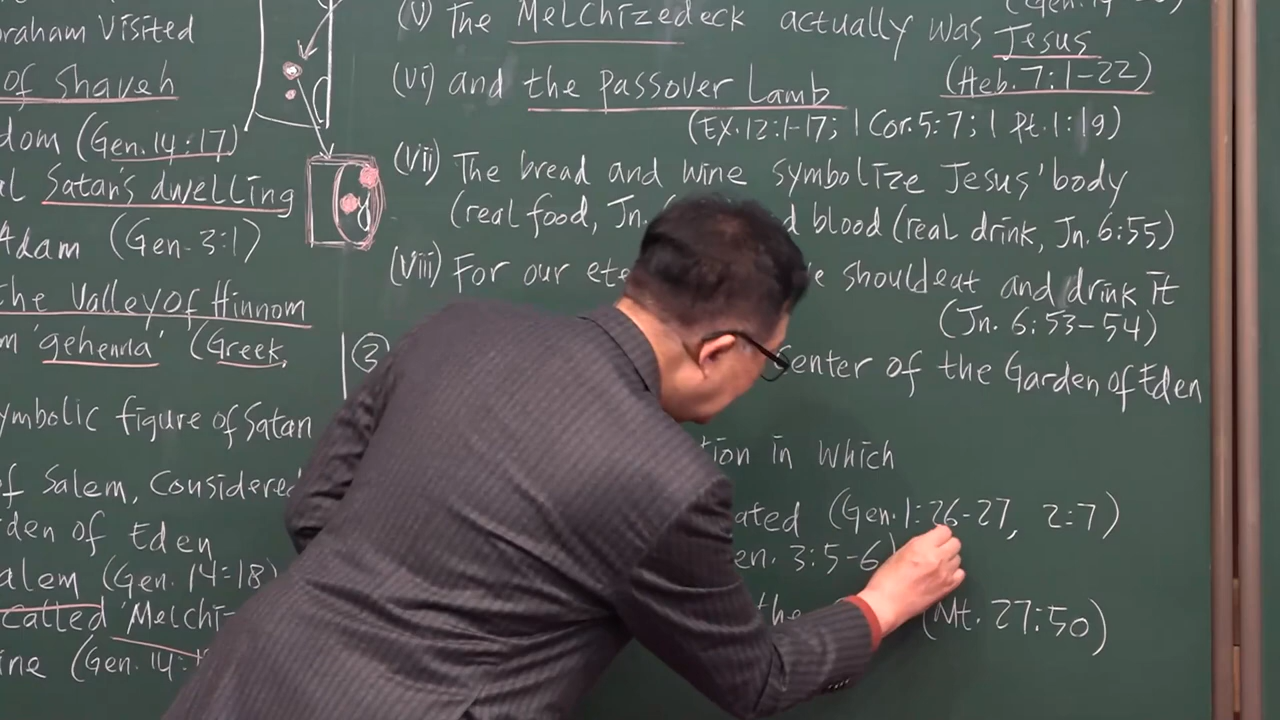 raham Visited
of Shaveh
dom (Gen. 14:17)
al Satan's dwelling
Adam (Gen. 3:1)
the Valley of Hinnom
m 'gehenna' (Greek,
ymbolic figure of Satan
of Salem, Considered
rden of Eden
alem (Gen. 14:18)
called 'Melchi-
ine (Gen. 14:
y
(V) The Melchizedeck actually was Jesus
(Heb. 7:1-22)
(Vi) and the Passover Lamb
(EX. 12:1-17; 1 Cor. 5:7; 1 Pt. 1:19)
(Vii) The bread and wine symbolize Jesus' body
(real food, Jn. d blood (real drink, Jn. 6:55)
(Viii) For our ete e should eat and drink it
(Jn. 6:53-54)
③ Center of the Garden of Eden
tion in which
ated (Gen. 1:26-27, 2:7)
en. 3:5-6)
the (Mt. 27:50)